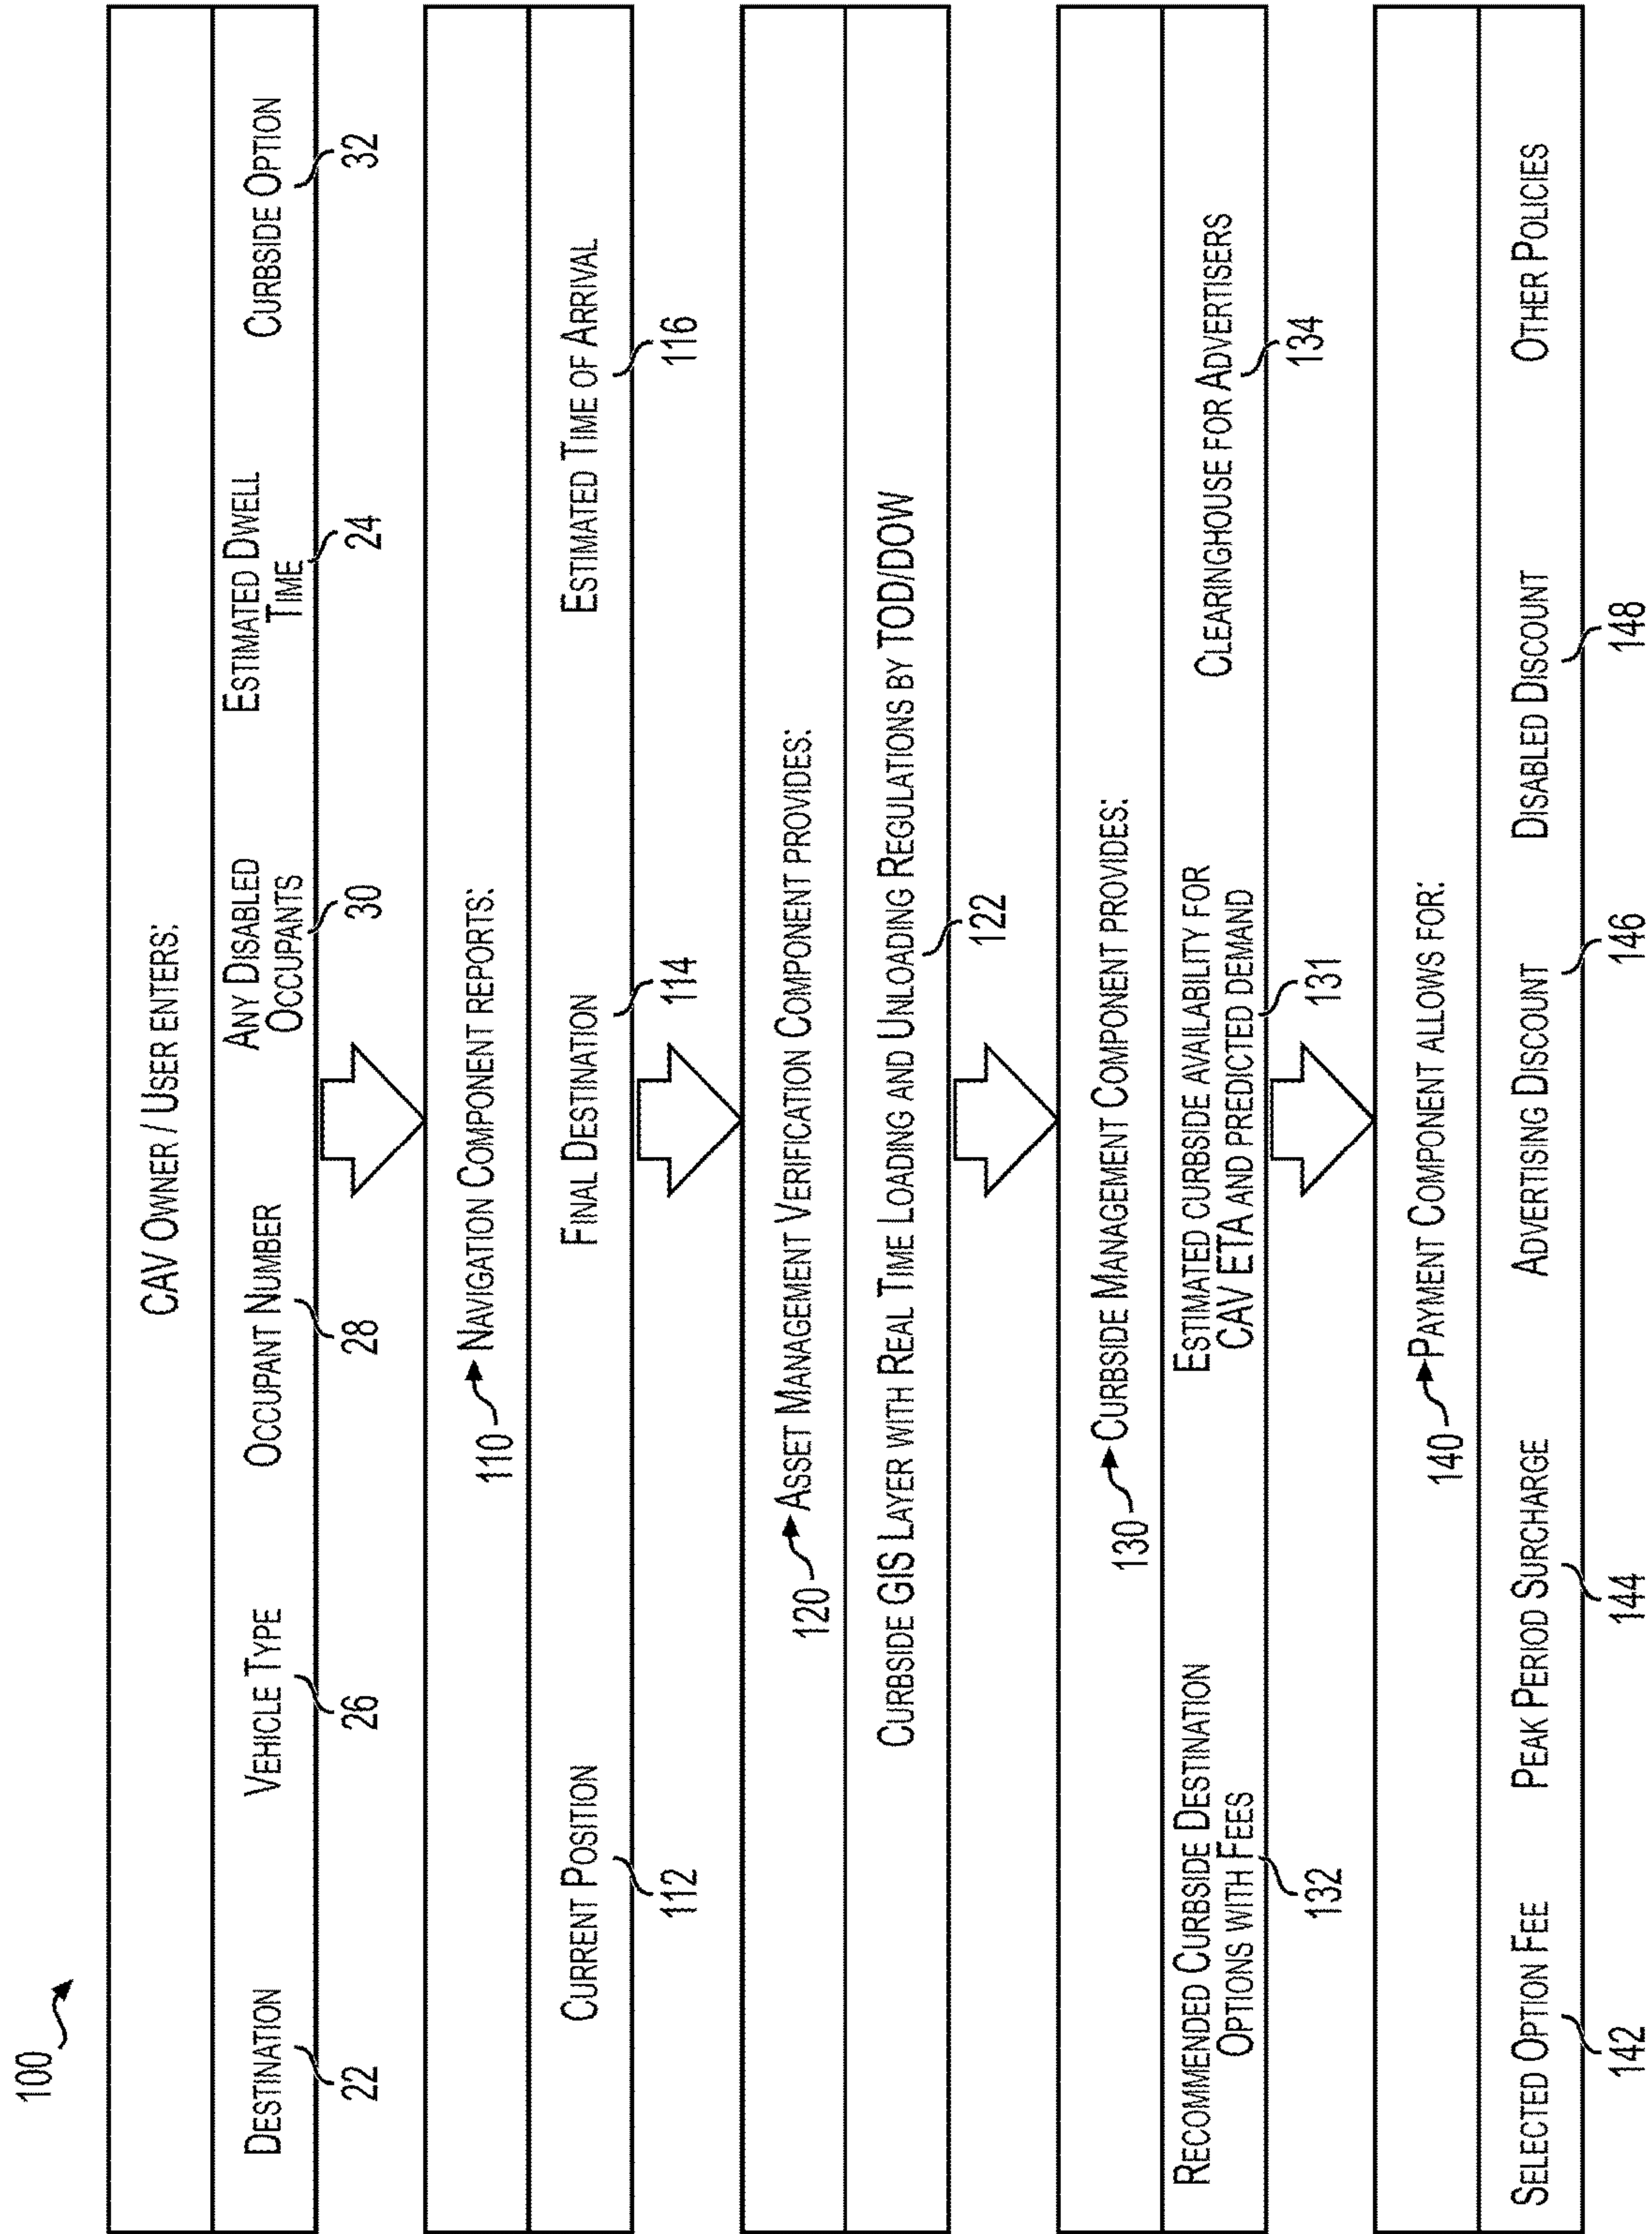 100
CAV OWNER / USER ENTERS:
DESTINATION
VEHICLE TYPE
OCCUPANT NUMBER
ANY DISABLED
OCCUPANTS
ESTIMATED DWELL
TIME
CURBSIDE OPTION
22
26
28
30
24
32
110
NAVIGATION COMPONENT REPORTS:
CURRENT POSITION
FINAL DESTINATION
ESTIMATED TIME OF ARRIVAL
112
114
116
120
ASSET MANAGEMENT VERIFICATION COMPONENT PROVIDES:
CURBSIDE GIS LAYER WITH REAL TIME LOADING AND UNLOADING REGULATIONS BY TOD/DOW
122
130
CURBSIDE MANAGEMENT COMPONENT PROVIDES:
RECOMMENDED CURBSIDE DESTINATION
OPTIONS WITH FEES
ESTIMATED CURBSIDE AVAILABILITY FOR
CAV ETA AND PREDICTED DEMAND
CLEARINGHOUSE FOR ADVERTISERS
132
131
134
140
PAYMENT COMPONENT ALLOWS FOR:
SELECTED OPTION FEE
PEAK PERIOD SURCHARGE
ADVERTISING DISCOUNT
DISABLED DISCOUNT
OTHER POLICIES
142
144
146
148